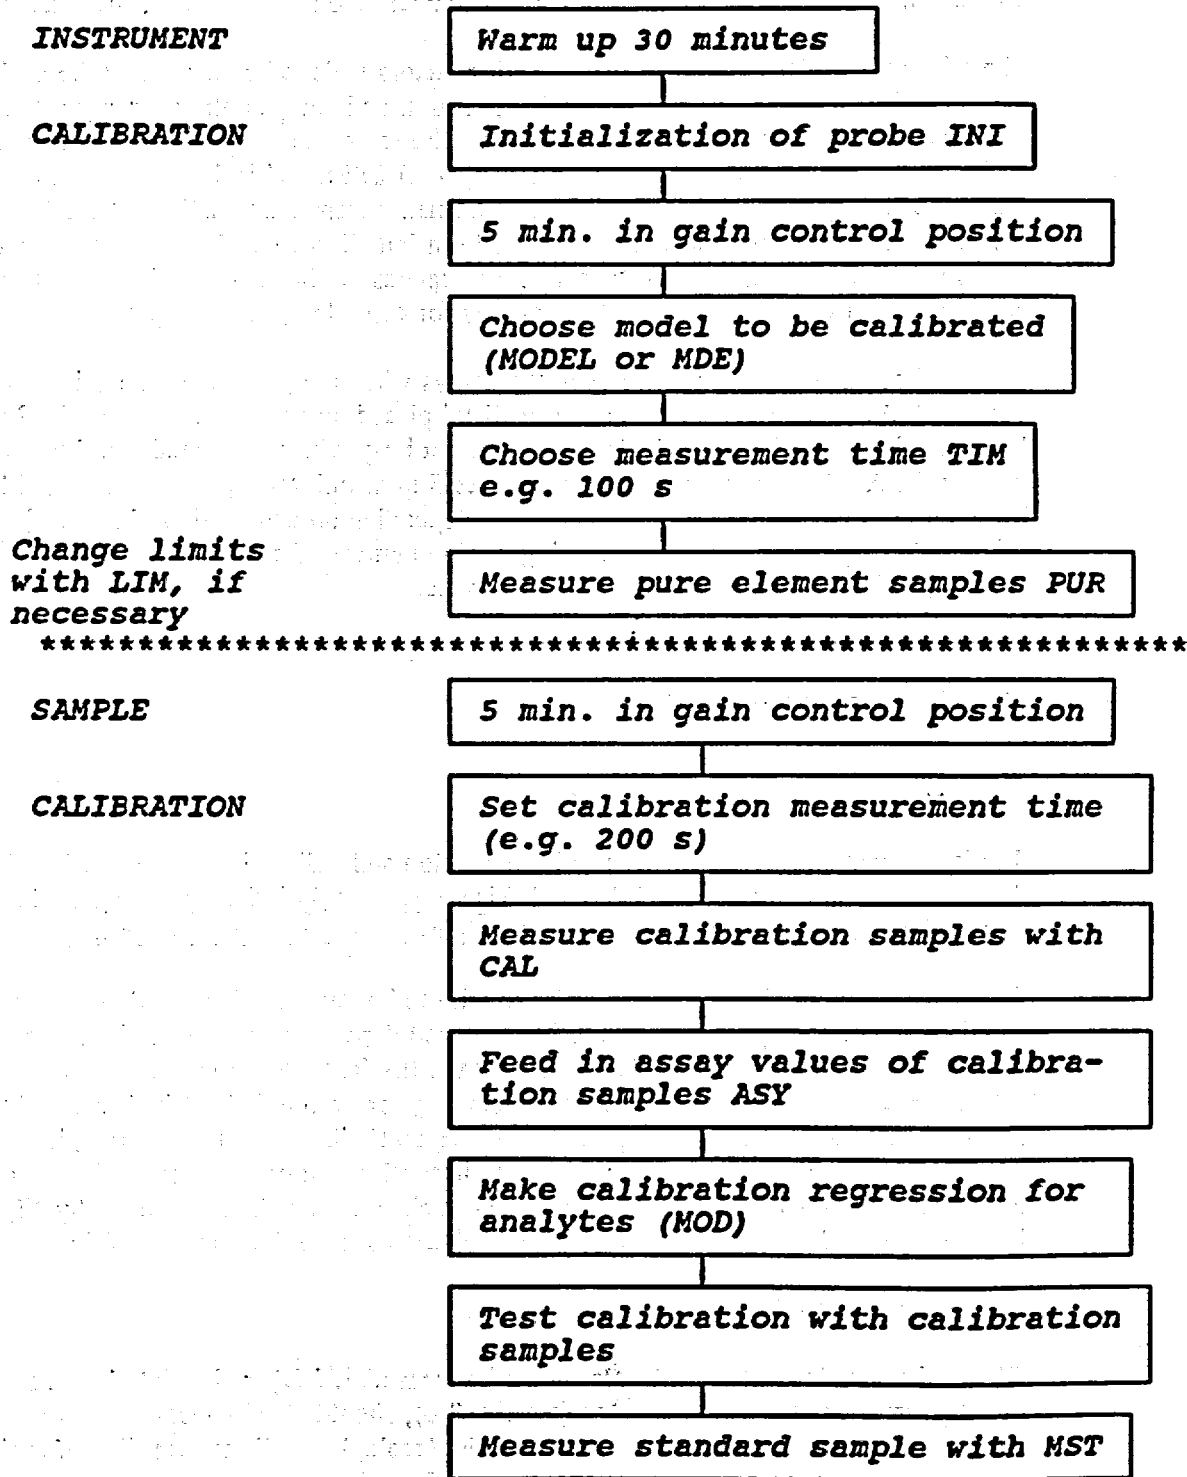 INSTRUMENT
Warm up 30 minutes
CALIBRATION
Initialization of probe INI
5 min. in gain control position
Choose model to be calibrated
(MODEL or MDE)
Choose measurement time TIM
e.g. 100 s
Change limits
with LIM, if
necessary
Measure pure element samples PUR
***********************************************************
SAMPLE
5 min. in gain control position
CALIBRATION
Set calibration measurement time
(e.g. 200 s)
Measure calibration samples with
CAL
Feed in assay values of calibra-
tion samples ASY
Make calibration regression for
analytes (MOD)
Test calibration with calibration
samples
Measure standard sample with MST